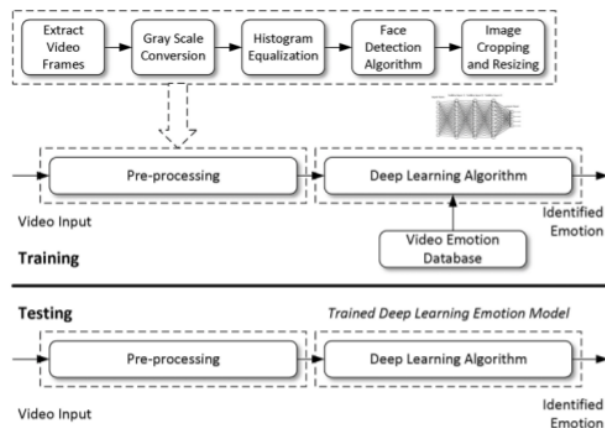 Extract
Video
Frames
Gray Scale
Conversion
Histogram
Equalization
Face
Detection
Algorithm
Image
Cropping
and Resizing
Pre-processing
Deep Learning Algorithm
Video Input
Identified
Emotion
Video Emotion
Database
Training
Testing
Trained Deep Learning Emotion Model
Pre-processing
Deep Learning Algorithm
Video Input
Identified
Emotion